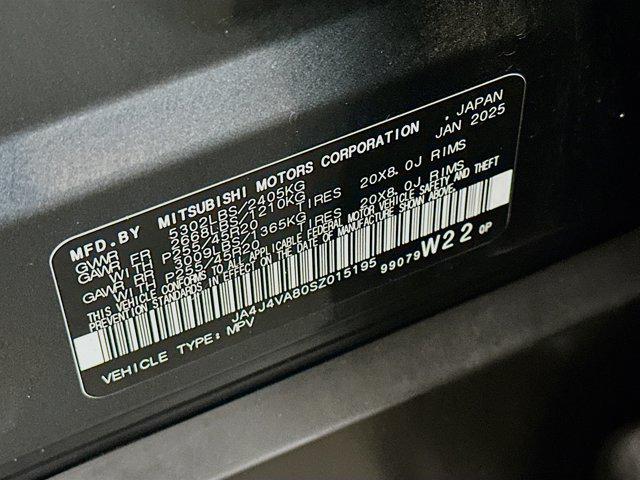 MFD.BY MITSUBISHI MOTORS CORPORATION . JAPAN
JAN 2025
GVWR 5302LBS/2405KG
GAWR FR 2668LBS/1210KG
WITH P255/45R20 TIRES 20X8.0J RIMS
GAWR RR 3009LBS/1365KG
WITH P255/45R20 TIRES 20X8.0J RIMS
THIS VEHICLE CONFORMS TO ALL APPLICABLE FEDERAL MOTOR VEHICLE SAFETY AND THEFT
PREVENTION STANDARDS IN EFFECT ON THE DATE OF MANUFACTURE SHOWN ABOVE.
JA4J4VA80SZ015195
99079 W22 0P
VEHICLE TYPE: MPV